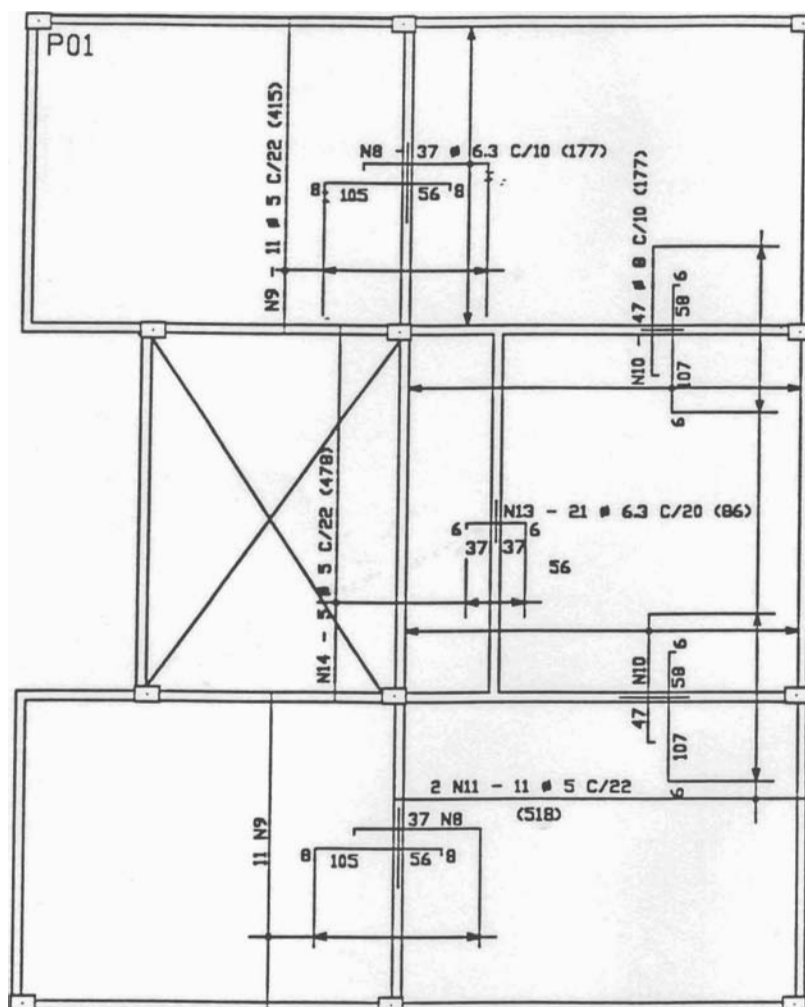 P01
N9 - 11 ø 5 C/22 (415)
N8 - 37 ø 6.3 C/10 (177)
8 105 56 8
N10 - 47 ø 8 C/10 (177)
6
58
107
6
N14 - 5 ø 5 C/22 (478)
N13 - 21 ø 6.3 C/20 (86)
6 6
37 37
56
47 N10
6
58
107
6
2 N11 - 11 ø 5 C/22
(518)
11 N9
37 N8
8 105 56 8